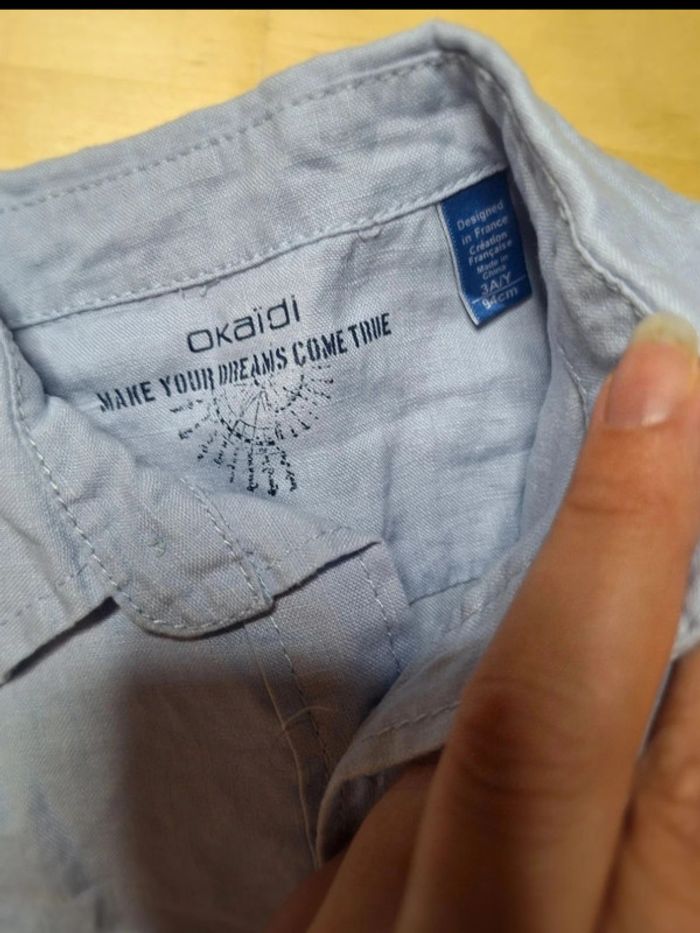 okaïdi
MAKE YOUR DREAMS COME TRUE
Designed
in France
Création
Française
Made in
China
3A/Y
94cm